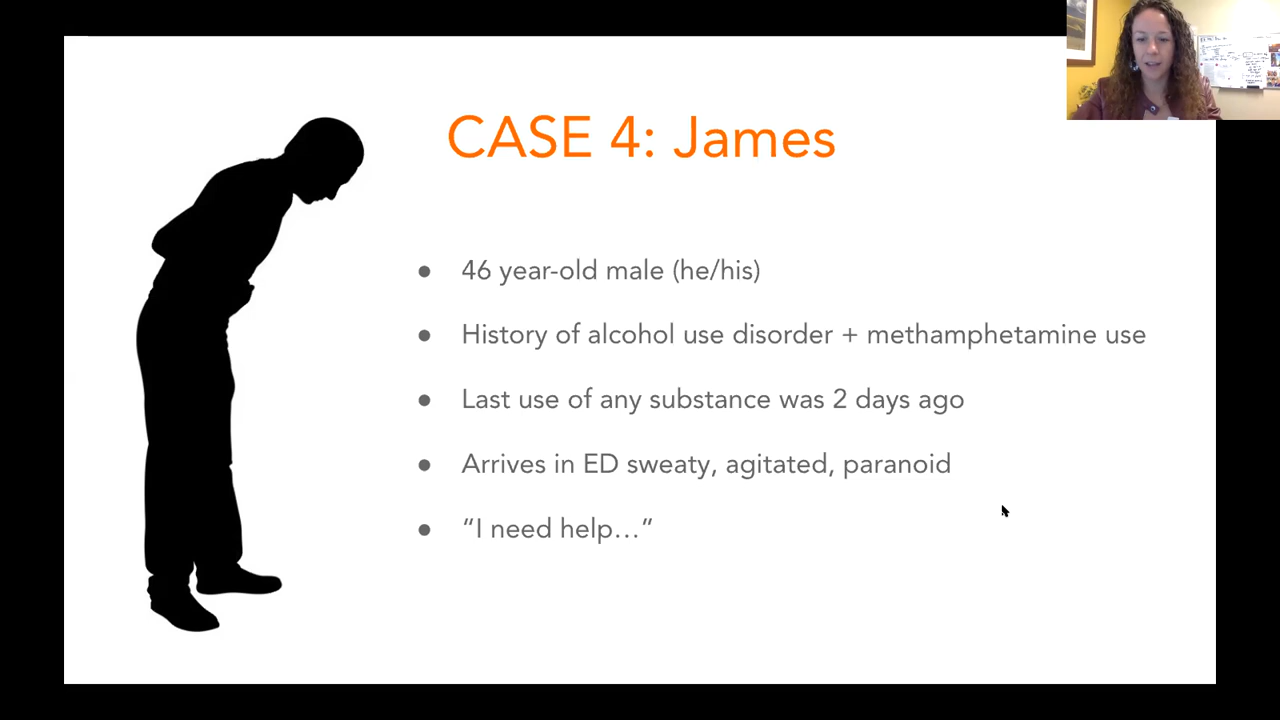 CASE 4: James
● 46 year-old male (he/his)
● History of alcohol use disorder + methamphetamine use
● Last use of any substance was 2 days ago
● Arrives in ED sweaty, agitated, paranoid
● “I need help…”